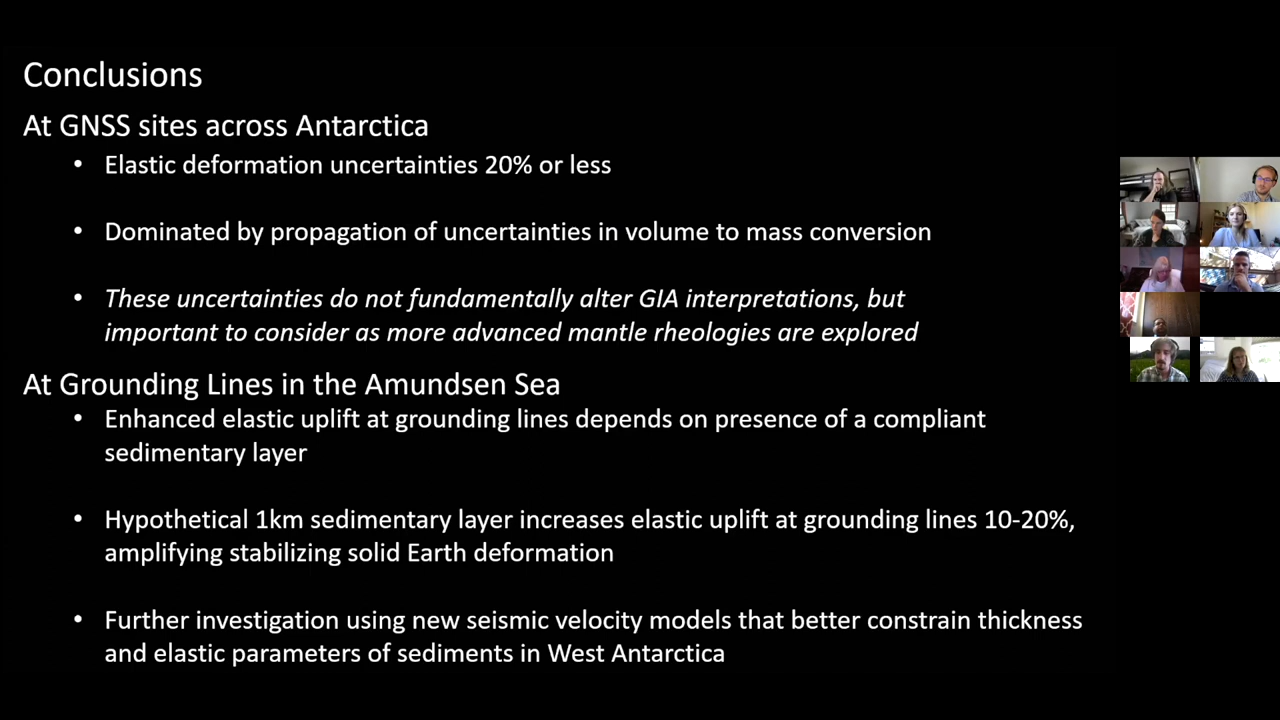 Conclusions
At GNSS sites across Antarctica
• Elastic deformation uncertainties 20% or less
• Dominated by propagation of uncertainties in volume to mass conversion
• These uncertainties do not fundamentally alter GIA interpretations, but
important to consider as more advanced mantle rheologies are explored
At Grounding Lines in the Amundsen Sea
• Enhanced elastic uplift at grounding lines depends on presence of a compliant
sedimentary layer
• Hypothetical 1km sedimentary layer increases elastic uplift at grounding lines 10-20%,
amplifying stabilizing solid Earth deformation
• Further investigation using new seismic velocity models that better constrain thickness
and elastic parameters of sediments in West Antarctica